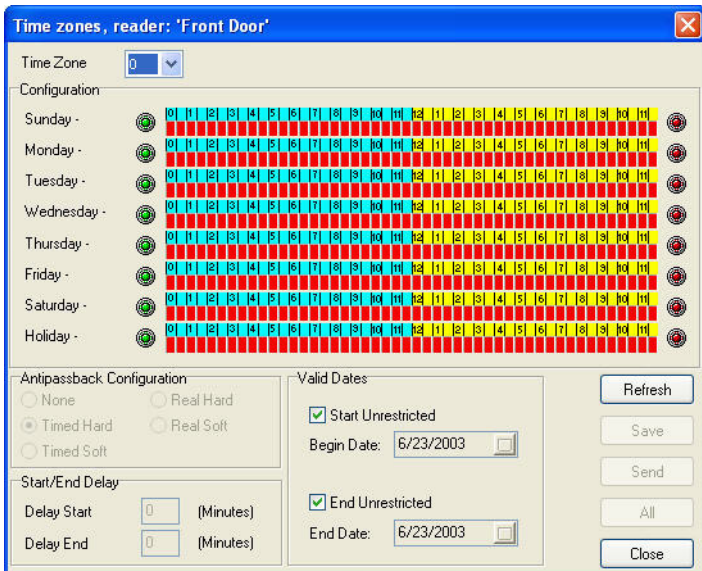 Time zones, reader: 'Front Door'
Time Zone 0
Configuration
Sunday - 0 1 2 3 4 5 6 7 8 9 10 11 12 1 2 3 4 5 6 7 8 9 10 11
Monday - 0 1 2 3 4 5 6 7 8 9 10 11 12 1 2 3 4 5 6 7 8 9 10 11
Tuesday - 0 1 2 3 4 5 6 7 8 9 10 11 12 1 2 3 4 5 6 7 8 9 10 11
Wednesday - 0 1 2 3 4 5 6 7 8 9 10 11 12 1 2 3 4 5 6 7 8 9 10 11
Thursday - 0 1 2 3 4 5 6 7 8 9 10 11 12 1 2 3 4 5 6 7 8 9 10 11
Friday - 0 1 2 3 4 5 6 7 8 9 10 11 12 1 2 3 4 5 6 7 8 9 10 11
Saturday - 0 1 2 3 4 5 6 7 8 9 10 11 12 1 2 3 4 5 6 7 8 9 10 11
Holiday - 0 1 2 3 4 5 6 7 8 9 10 11 12 1 2 3 4 5 6 7 8 9 10 11
Antipassback Configuration
None Real Hard
Timed Hard Real Soft
Timed Soft
Start/End Delay
Delay Start 0 (Minutes)
Delay End 0 (Minutes)
Valid Dates
Start Unrestricted
Begin Date: 6/23/2003
End Unrestricted
End Date: 6/23/2003
Refresh
Save
Send
All
Close